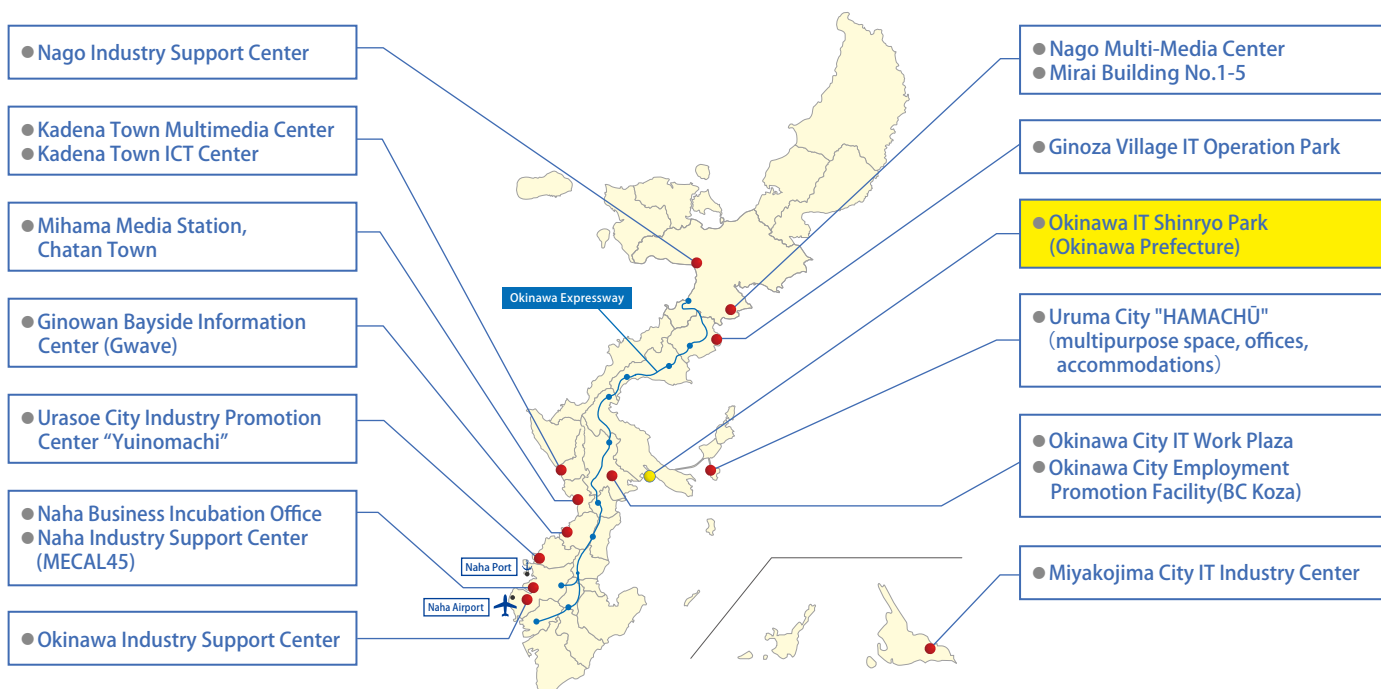 ● Nago Industry Support Center
● Kadena Town Multimedia Center
● Kadena Town ICT Center
● Mihama Media Station,
Chatan Town
● Ginowan Bayside Information
Center (Gwave)
● Urasoe City Industry Promotion
Center “Yuinomachi”
● Naha Business Incubation Office
● Naha Industry Support Center
(MECAL45)
● Okinawa Industry Support Center
Okinawa Expressway
Naha Port
Naha Airport
● Nago Multi-Media Center
● Mirai Building No.1-5
● Ginoza Village IT Operation Park
● Okinawa IT Shinryo Park
(Okinawa Prefecture)
● Uruma City "HAMACHŪ"
(multipurpose space, offices,
accommodations)
● Okinawa City IT Work Plaza
● Okinawa City Employment
Promotion Facility(BC Koza)
● Miyakojima City IT Industry Center